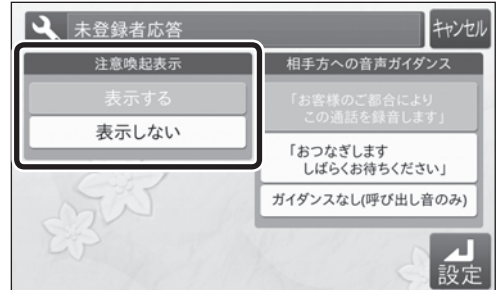 未登録者応答
キャンセル
注意喚起表示
表示する
表示しない
相手方への音声ガイダンス
「お客様のご都合により
この通話を録音します」
「おつなぎします
しばらくお待ちください」
ガイダンスなし(呼び出し音のみ)
設定